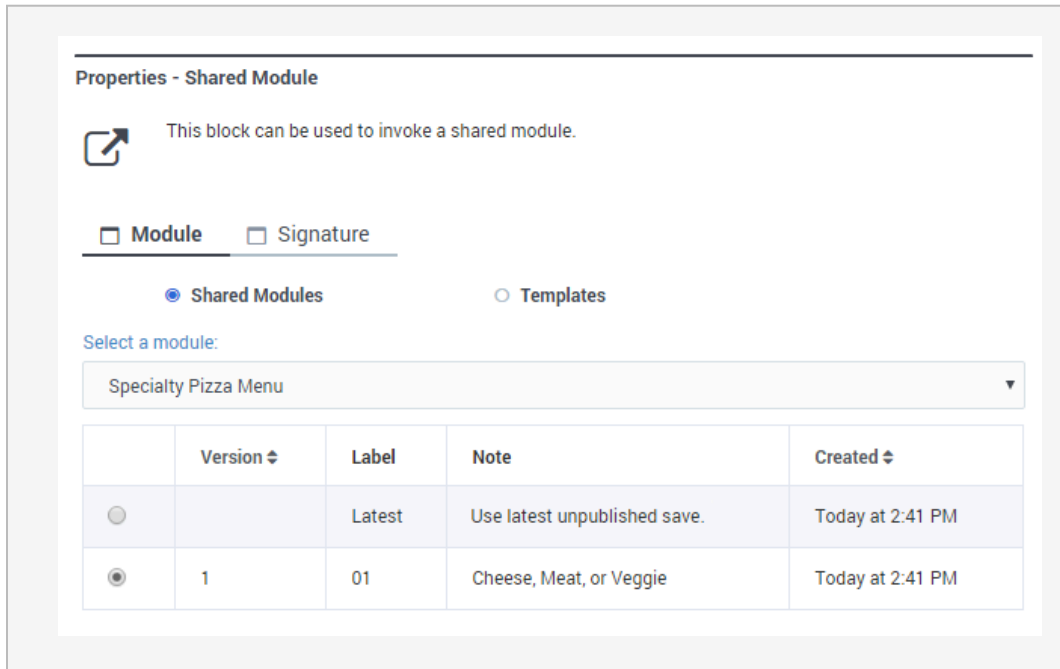 Properties - Shared Module
This block can be used to invoke a shared module.
Module Signature
Shared Modules Templates
Select a module:
Specialty Pizza Menu
Version Label Note Created
Latest Use latest unpublished save. Today at 2:41 PM
1 01 Cheese, Meat, or Veggie Today at 2:41 PM